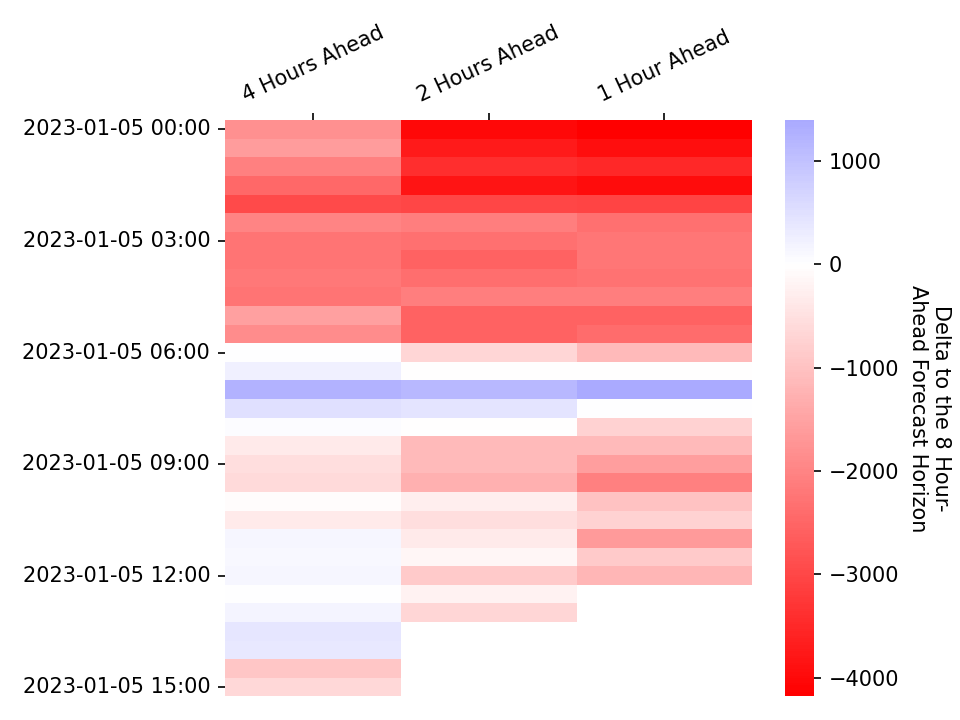 4 Hours Ahead
2 Hours Ahead
1 Hour Ahead
2023-01-05 00:00
2023-01-05 03:00
2023-01-05 06:00
2023-01-05 09:00
2023-01-05 12:00
2023-01-05 15:00
1000
0
−1000
−2000
−3000
−4000
Delta to the 8 Hour-
Ahead Forecast Horizon